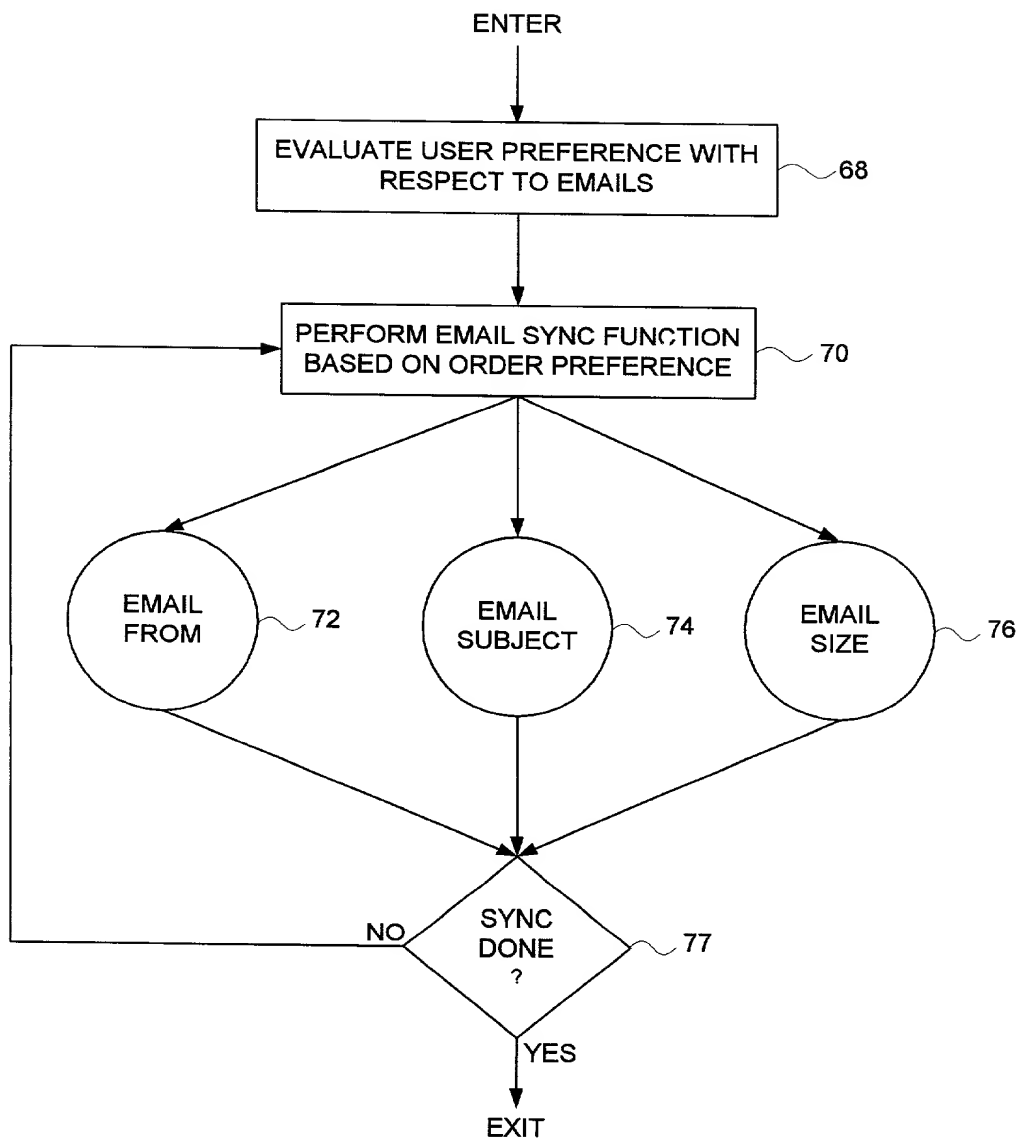 ENTER
EVALUATE USER PREFERENCE WITH
RESPECT TO EMAILS
68
PERFORM EMAIL SYNC FUNCTION
BASED ON ORDER PREFERENCE
70
EMAIL
FROM
72
EMAIL
SUBJECT
74
EMAIL
SIZE
76
SYNC
DONE
?
77
NO
YES
EXIT